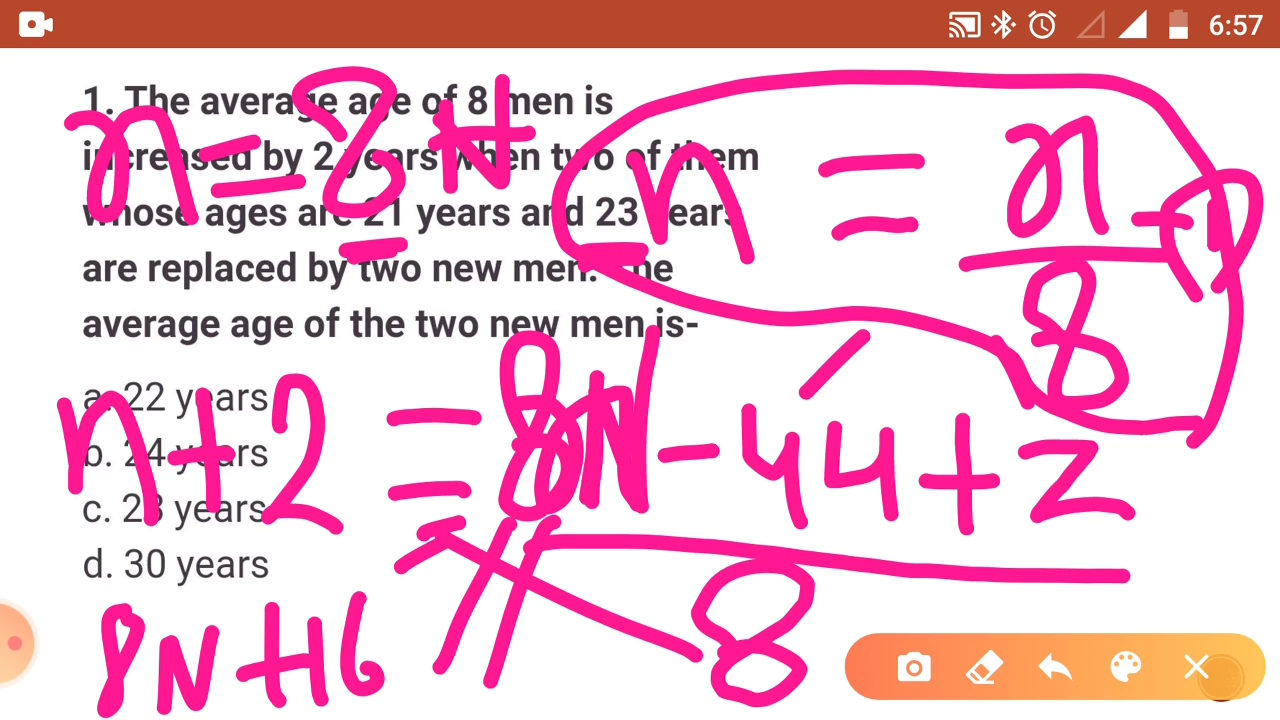 6:57
1. The average age of 8 men is
increased by 2 years when two of them
whose ages are 21 years and 23 years
are replaced by two new men. The
average age of the two new men is-
a. 22 years
b. 24 years
c. 28 years
d. 30 years
x = 8N
n = x - ①
8
n + 2 = 8N - 44 + z
8
8N + 16